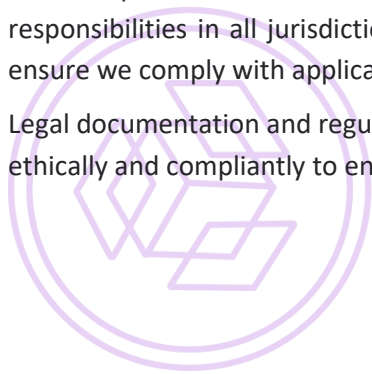 responsibilities in all jurisdicti
ensure we comply with applica
Legal documentation and regu
ethically and compliantly to en